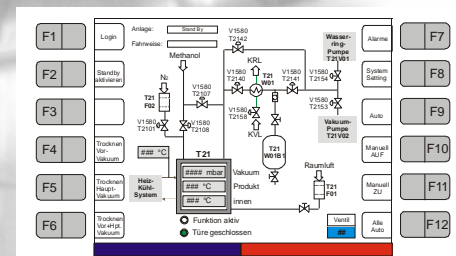 F1
F2
F3
F4
F5
F6
Login
Standby
aktivieren
Trocknen
Vor-
Vakuum
Trocknen
Haupt-
Vakuum
Trocknen
Vor+Hpt.
Vakuum
Anlage:
Stand By
Fahrweise:
Methanol
N₂
T21
F02
V1580
T2101
V1580
T2107
V1580
T2108
V1580
T2142
KRL
V1580
T2140
T21
W01
V1580
T2141
V1580
T2158
KVL
Wasser-
ring-
Pumpe
T21V01
V1580
T2154
V1580
T2153
Vakuum-
Pumpe
T21V02
T21
W01B1
### °C
T21
Heiz-
Kühl-
System
#### mbar
Vakuum
### °C
Produkt
### °C
innen
Raumluft
T21
F01
Funktion aktiv
Türe geschlossen
Ventil
##
Alarme
System
Setting
Auto
Manuell
AUF
Manuell
ZU
Alle
Auto
F7
F8
F9
F10
F11
F12